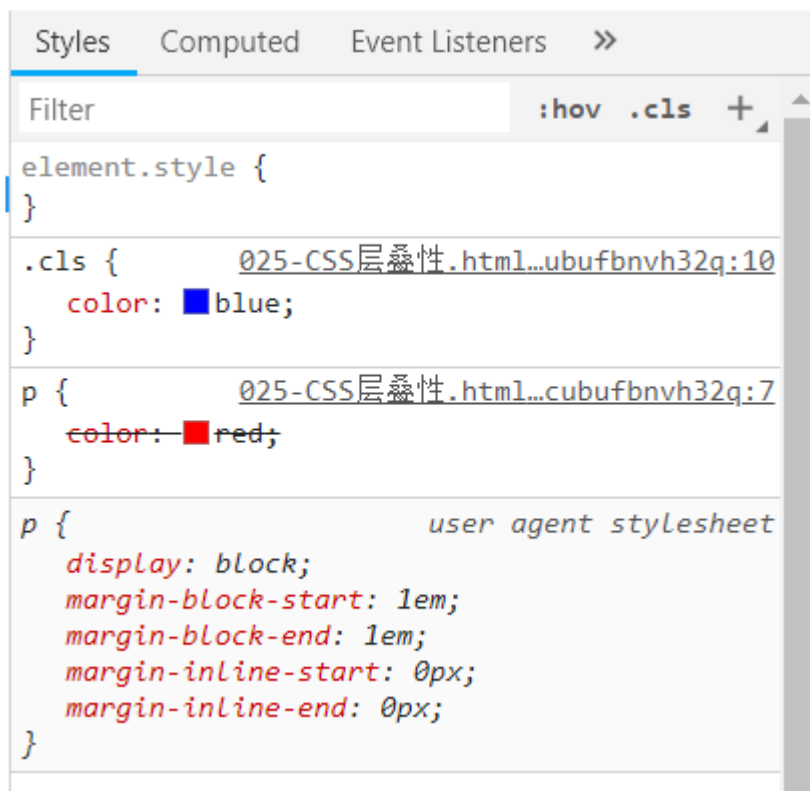 Styles Computed Event Listeners »
Filter :hov .cls +
element.style {
}
.cls { 025-CSS层叠性.html…ubufbnvh32q:10
color: blue;
}
p { 025-CSS层叠性.html…cubufbnvh32q:7
color: red;
}
p { user agent stylesheet
display: block;
margin-block-start: 1em;
margin-block-end: 1em;
margin-inline-start: 0px;
margin-inline-end: 0px;
}